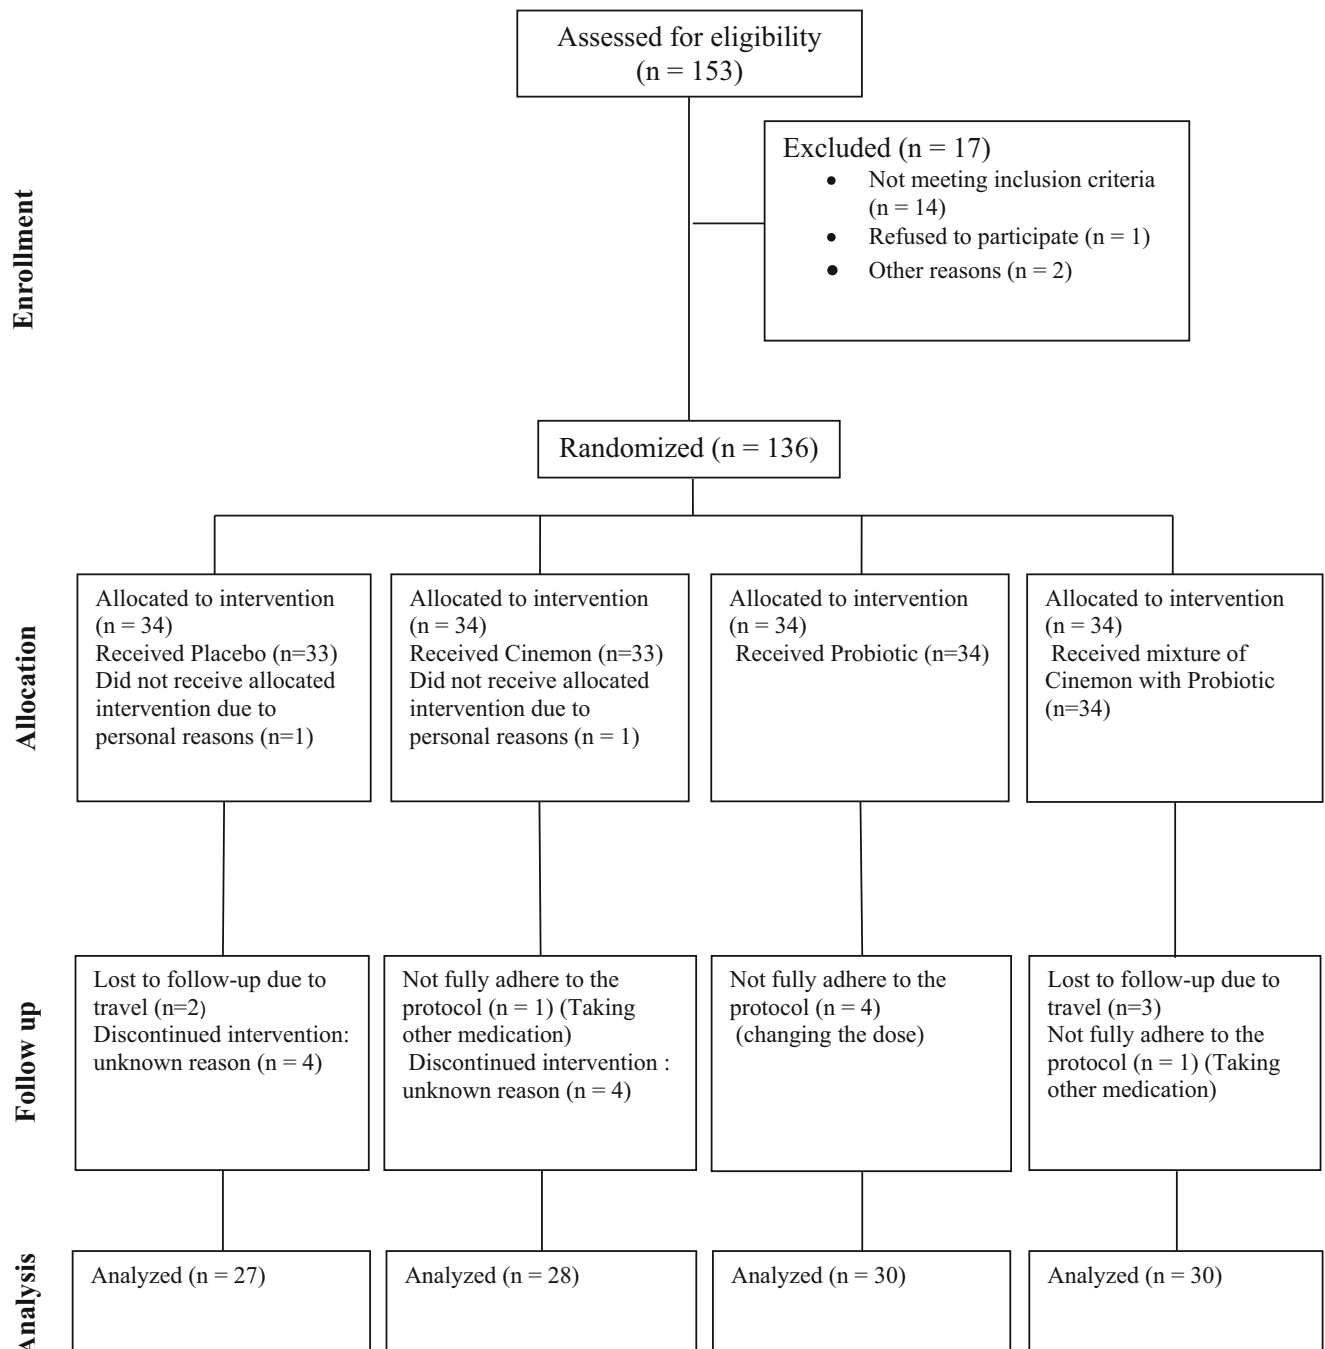 Assessed for eligibility
(n = 153)
Enrollment
Excluded (n = 17)
• Not meeting inclusion criteria
(n = 14)
• Refused to participate (n = 1)
• Other reasons (n = 2)
Randomized (n = 136)
Allocation
Allocated to intervention
(n = 34)
Received Placebo (n=33)
Did not receive allocated
intervention due to
personal reasons (n=1)
Allocated to intervention
(n = 34)
Received Cinemon (n=33)
Did not receive allocated
intervention due to
personal reasons (n = 1)
Allocated to intervention
(n = 34)
Received Probiotic (n=34)
Allocated to intervention
(n = 34)
Received mixture of
Cinemon with Probiotic
(n=34)
Follow up
Lost to follow-up due to
travel (n=2)
Discontinued intervention:
unknown reason (n = 4)
Not fully adhere to the
protocol (n = 1) (Taking
other medication)
Discontinued intervention :
unknown reason (n = 4)
Not fully adhere to the
protocol (n = 4)
(changing the dose)
Lost to follow-up due to
travel (n=3)
Not fully adhere to the
protocol (n = 1) (Taking
other medication)
Analysis
Analyzed (n = 27)
Analyzed (n = 28)
Analyzed (n = 30)
Analyzed (n = 30)